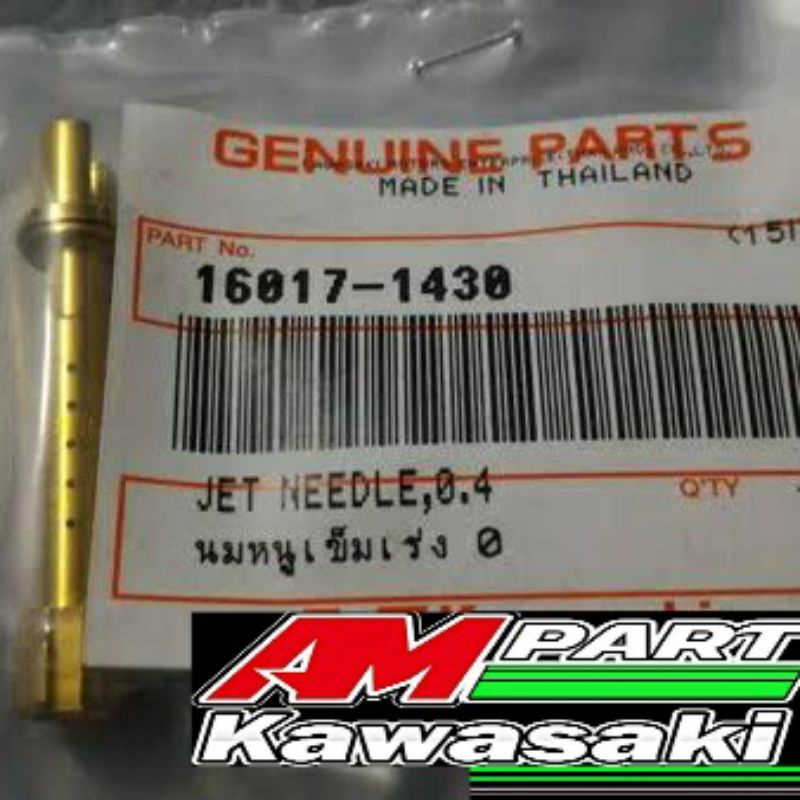 GENUINE PARTS
MADE IN THAILAND
PART No.
16017-1430
JET NEEDLE,0.4
Q'TY
นมหนูเข็มเร่ง 0
AM PART
Kawasaki